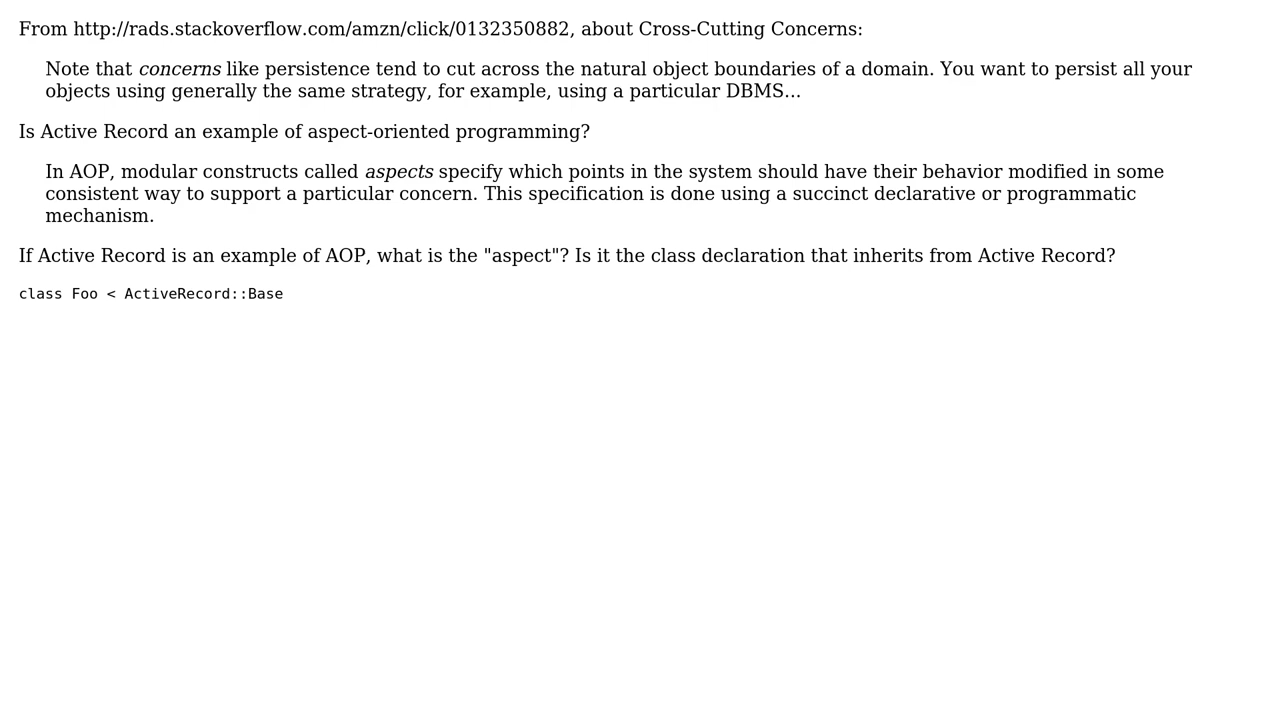 From http://rads.stackoverflow.com/amzn/click/0132350882, about Cross-Cutting Concerns:
Note that concerns like persistence tend to cut across the natural object boundaries of a domain. You want to persist all your
objects using generally the same strategy, for example, using a particular DBMS...
Is Active Record an example of aspect-oriented programming?
In AOP, modular constructs called aspects specify which points in the system should have their behavior modified in some
consistent way to support a particular concern. This specification is done using a succinct declarative or programmatic
mechanism.
If Active Record is an example of AOP, what is the "aspect"? Is it the class declaration that inherits from Active Record?
class Foo < ActiveRecord::Base